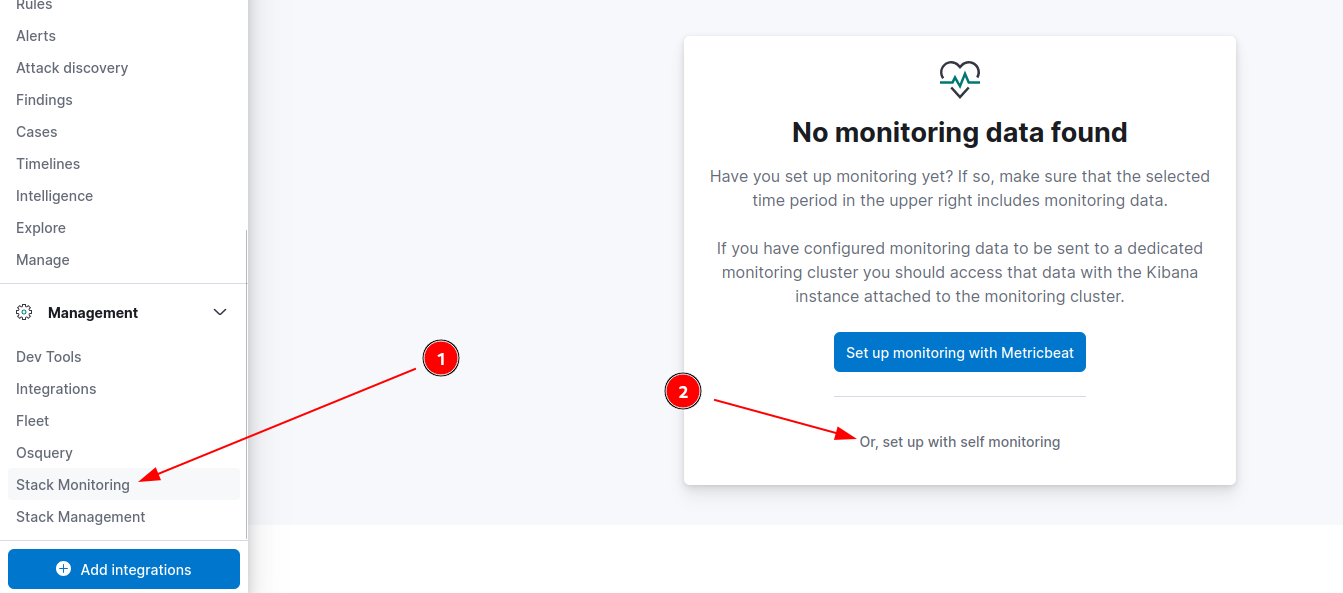 Rules
Alerts
Attack discovery
Findings
Cases
Timelines
Intelligence
Explore
Manage
Management
Dev Tools
Integrations
Fleet
Osquery
Stack Monitoring
Stack Management
Add integrations
1
No monitoring data found
Have you set up monitoring yet? If so, make sure that the selected
time period in the upper right includes monitoring data.
If you have configured monitoring data to be sent to a dedicated
monitoring cluster you should access that data with the Kibana
instance attached to the monitoring cluster.
Set up monitoring with Metricbeat
2
Or, set up with self monitoring